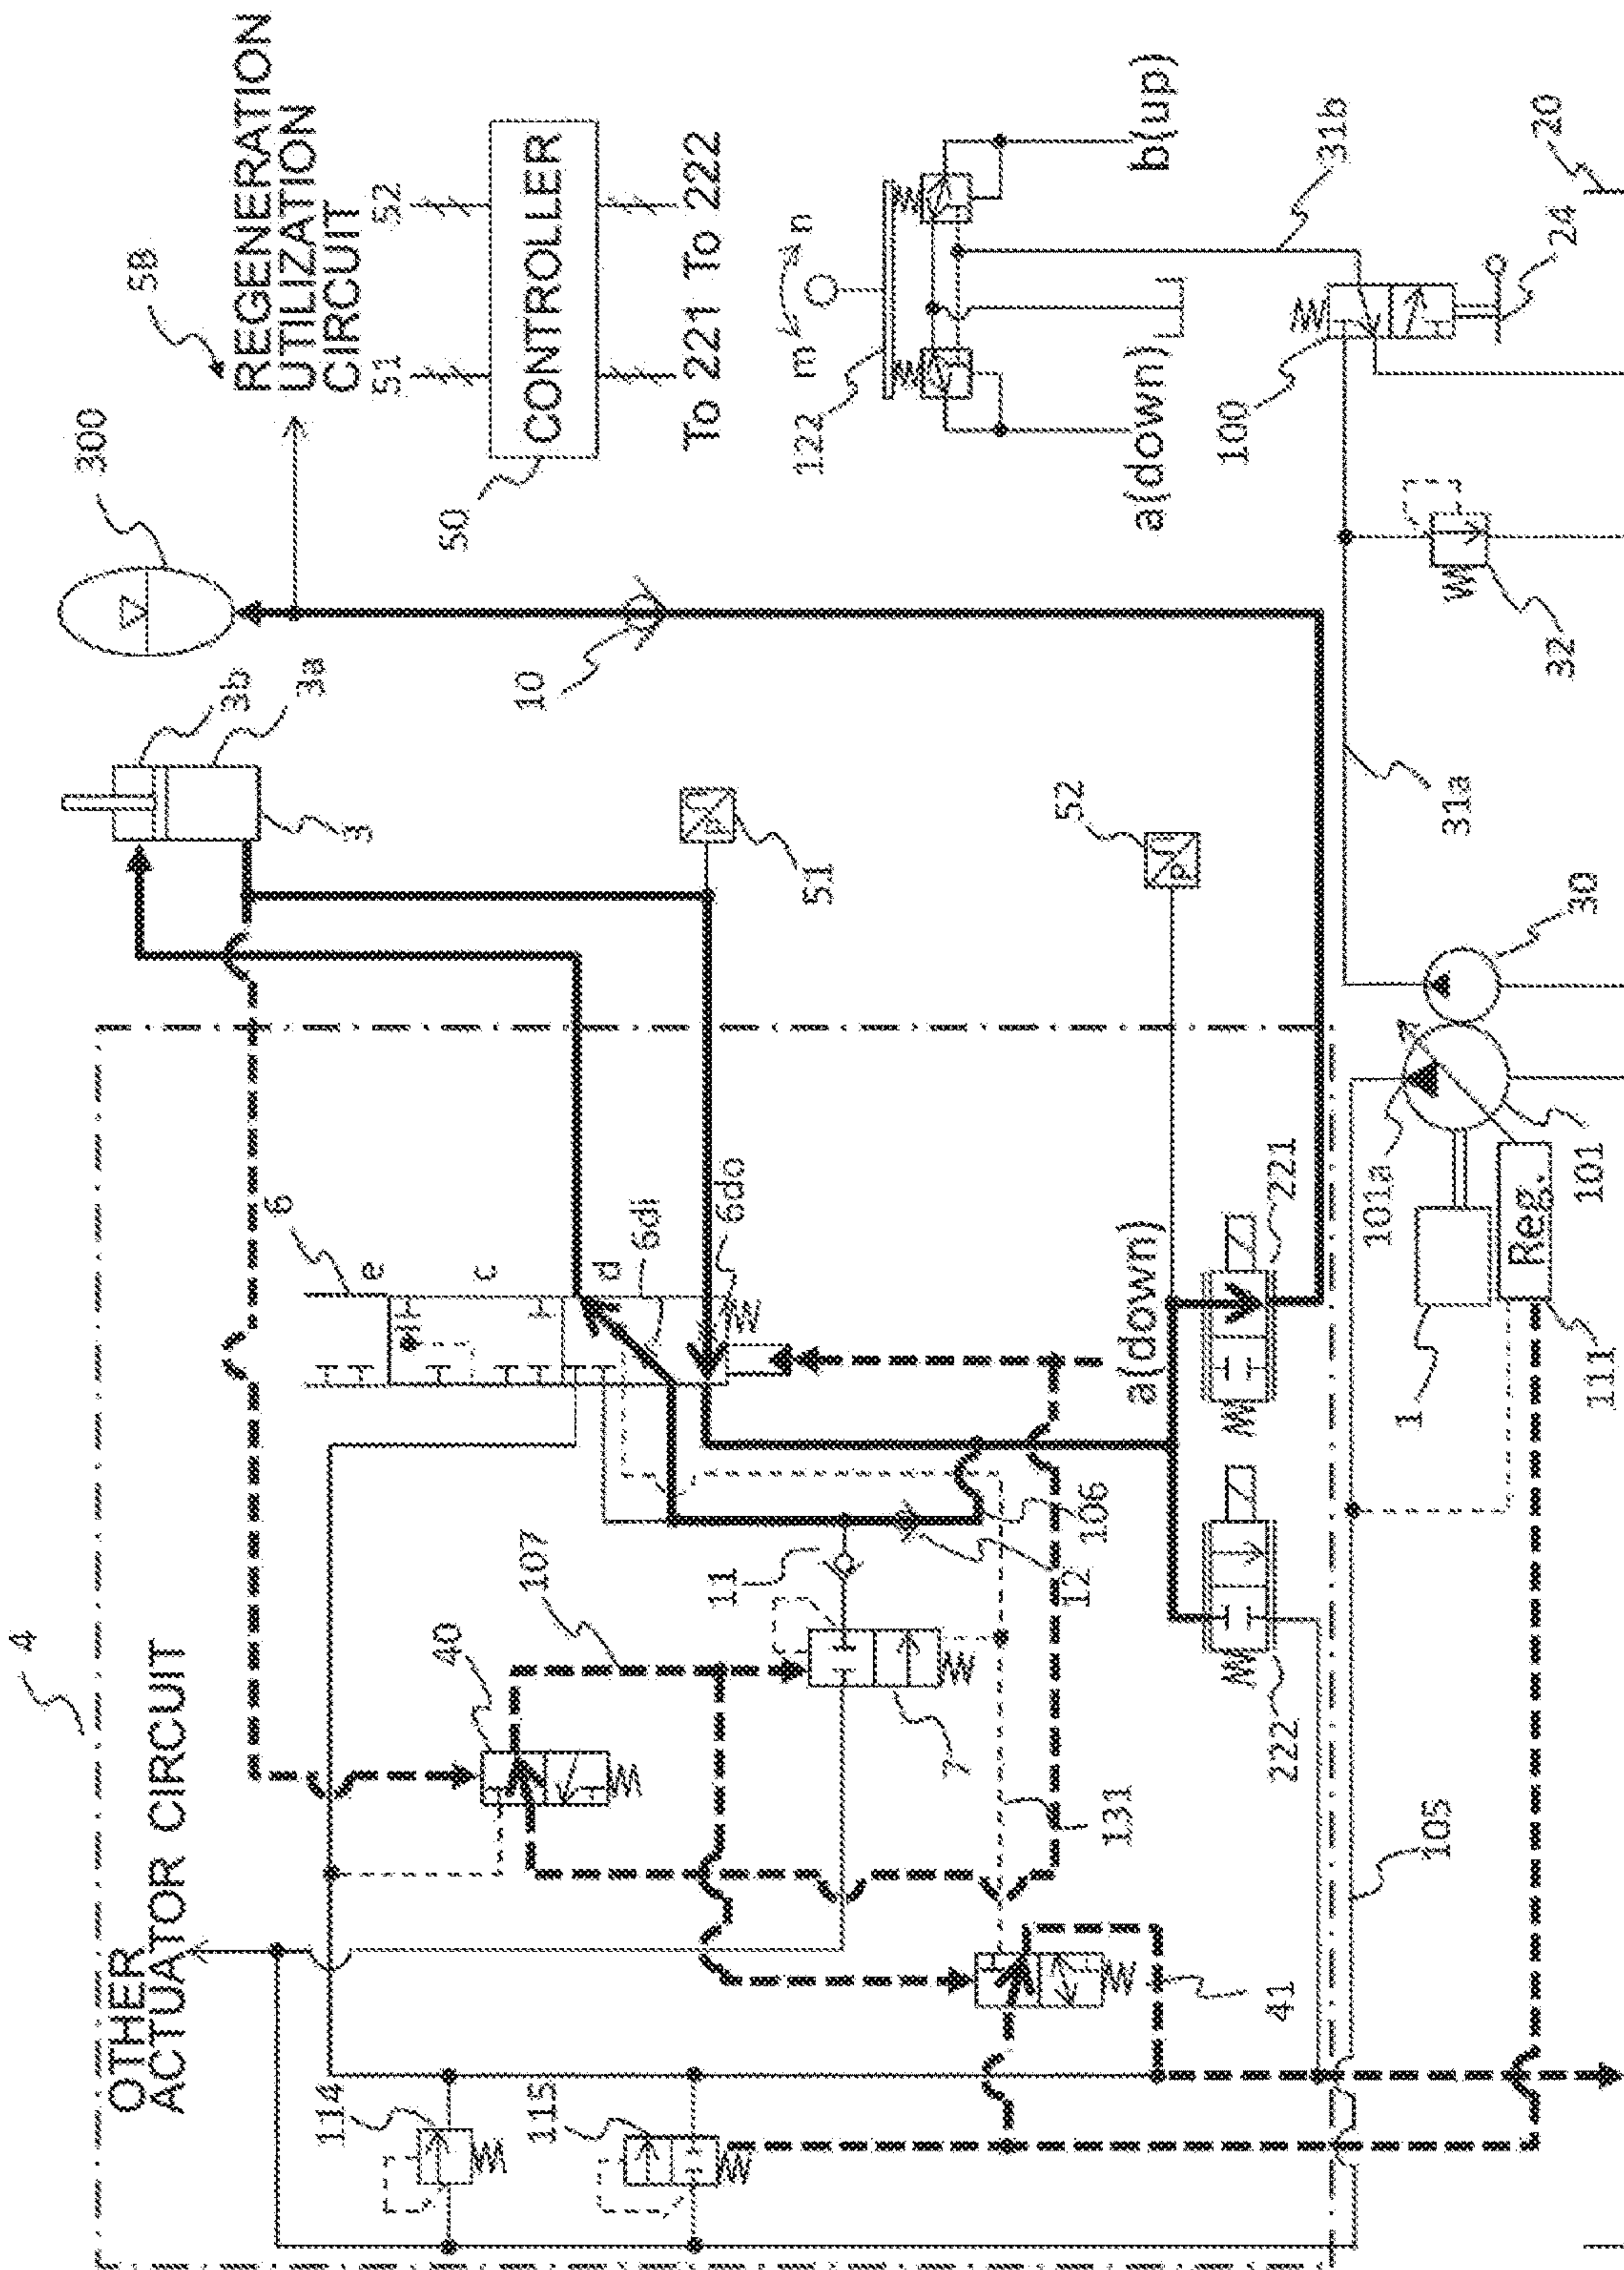 4
OTHER
ACTUATOR CIRCUIT
114
115
40
107
11
7
131
41
12
106
222
221
105
6
e
c
d
6di
6do
a(down)
3b
3a
3
51
52
10
300
58
REGENERATION
UTILIZATION
CIRCUIT
51
52
CONTROLLER
50
To 221 To 222
m
n
122
a(down)
b(up)
31b
100
24
20
32
31a
30
101a
101
1
Reg.
111